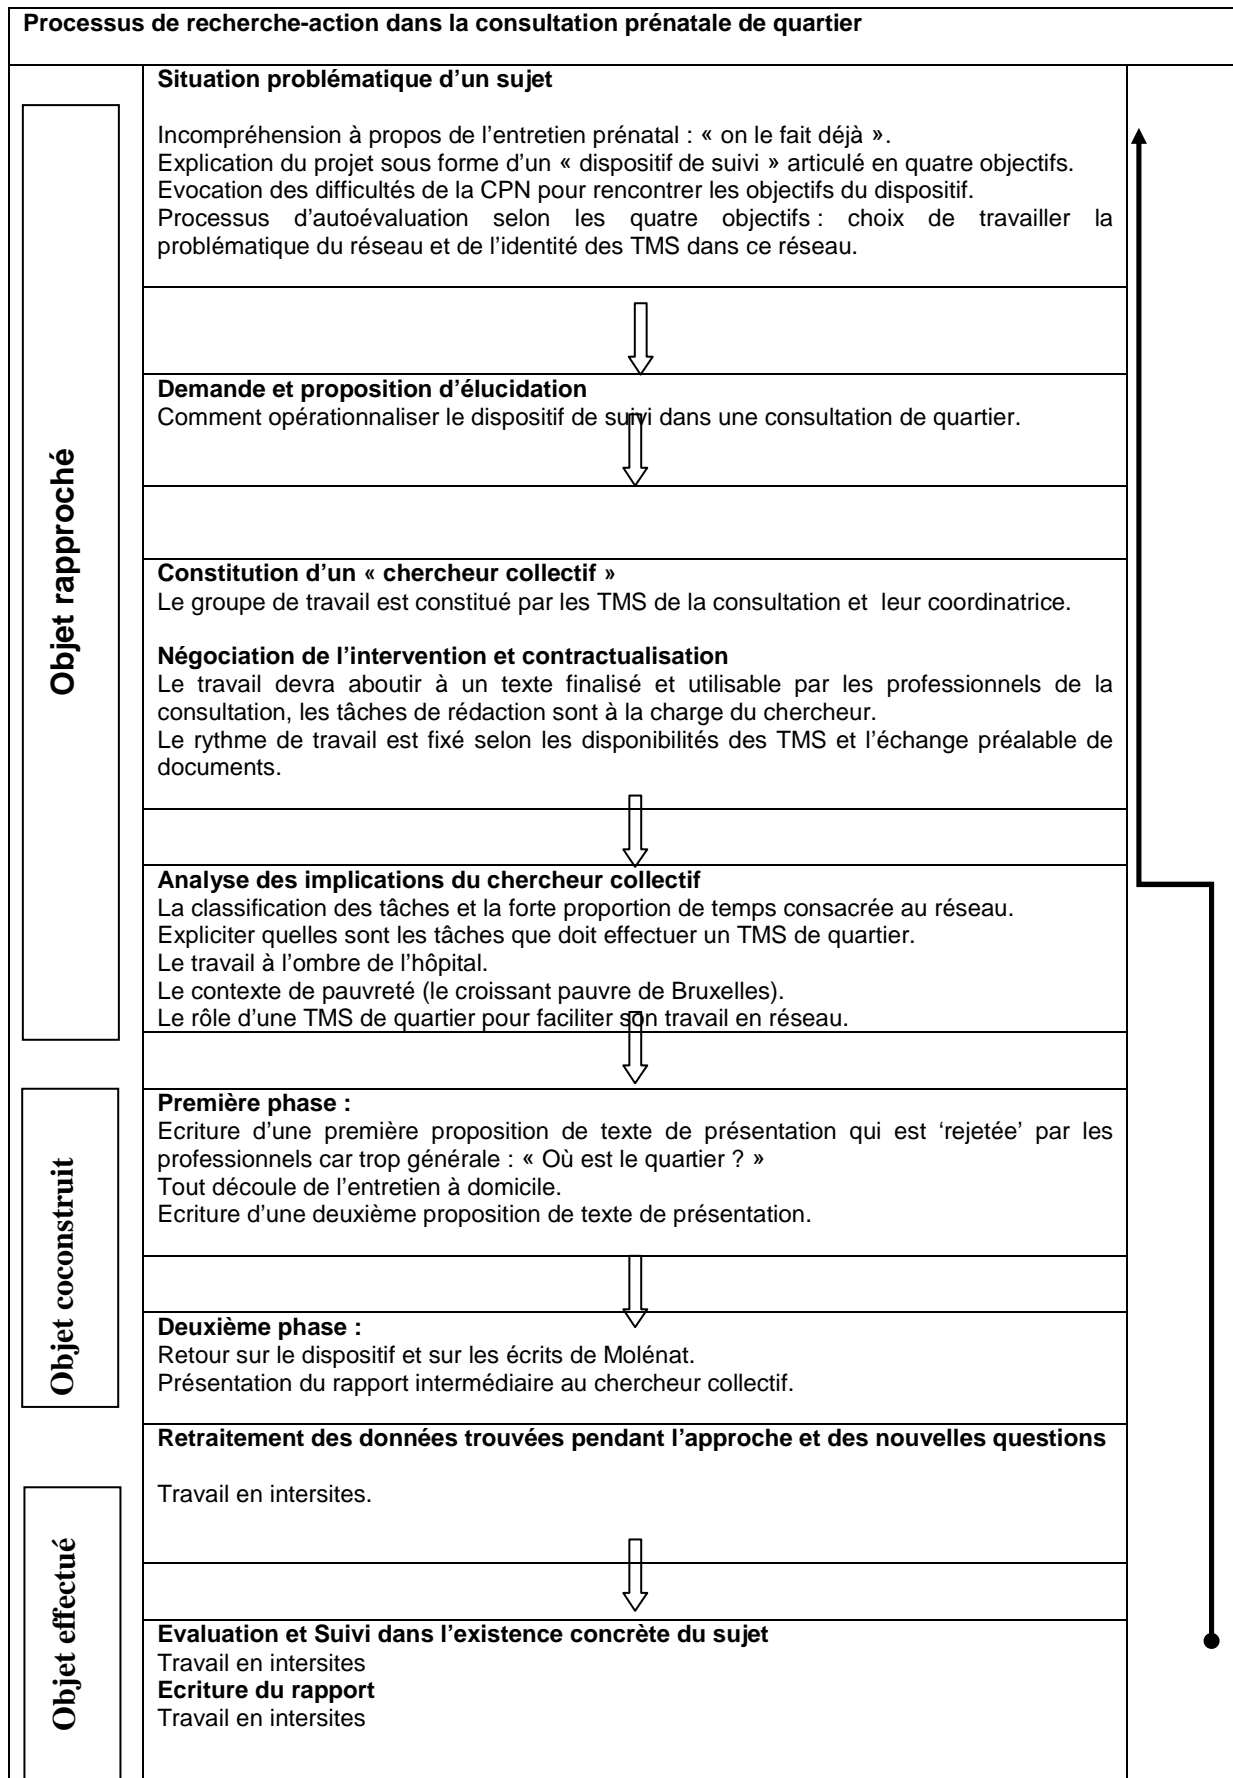 Processus de recherche-action dans la consultation prénatale de quartier
Objet rapproché
Situation problématique d’un sujet
Incompréhension à propos de l’entretien prénatal : « on le fait déjà ».
Explication du projet sous forme d’un « dispositif de suivi » articulé en quatre objectifs.
Evocation des difficultés de la CPN pour rencontrer les objectifs du dispositif.
Processus d’autoévaluation selon les quatre objectifs : choix de travailler la
problématique du réseau et de l’identité des TMS dans ce réseau.
Demande et proposition d’élucidation
Comment opérationnaliser le dispositif de suivi dans une consultation de quartier.
Constitution d’un « chercheur collectif »
Le groupe de travail est constitué par les TMS de la consultation et leur coordinatrice.
Négociation de l’intervention et contractualisation
Le travail devra aboutir à un texte finalisé et utilisable par les professionnels de la
consultation, les tâches de rédaction sont à la charge du chercheur.
Le rythme de travail est fixé selon les disponibilités des TMS et l’échange préalable de
documents.
Analyse des implications du chercheur collectif
La classification des tâches et la forte proportion de temps consacrée au réseau.
Expliciter quelles sont les tâches que doit effectuer un TMS de quartier.
Le travail à l’ombre de l’hôpital.
Le contexte de pauvreté (le croissant pauvre de Bruxelles).
Le rôle d’une TMS de quartier pour faciliter son travail en réseau.
Objet coconstruit
Première phase :
Ecriture d’une première proposition de texte de présentation qui est ‘rejetée’ par les
professionnels car trop générale : « Où est le quartier ? »
Tout découle de l’entretien à domicile.
Ecriture d’une deuxième proposition de texte de présentation.
Deuxième phase :
Retour sur le dispositif et sur les écrits de Molénat.
Présentation du rapport intermédiaire au chercheur collectif.
Retraitement des données trouvées pendant l’approche et des nouvelles questions
Travail en intersites.
Objet effectué
Evaluation et Suivi dans l’existence concrète du sujet
Travail en intersites
Ecriture du rapport
Travail en intersites